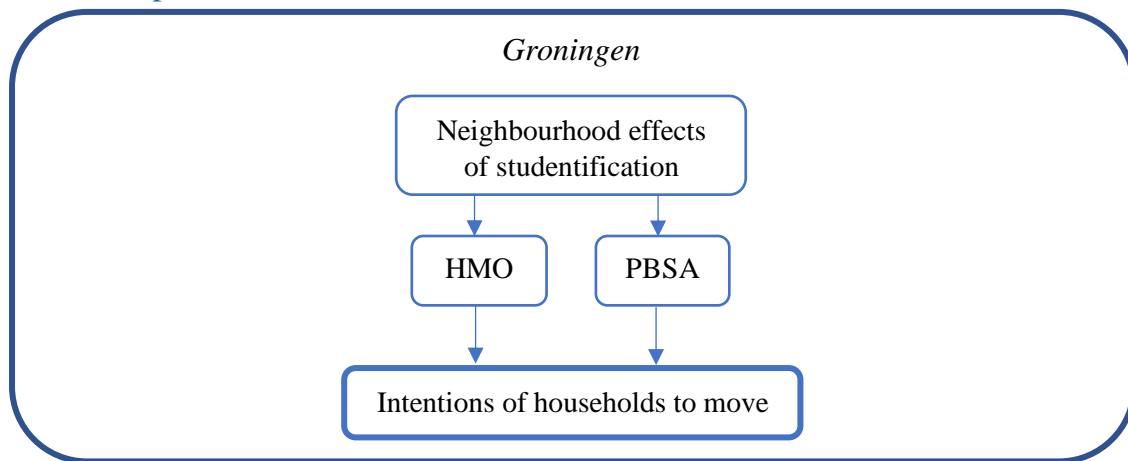 Groningen
Neighbourhood effects
of studentification
HMO
PBSA
Intentions of households to move